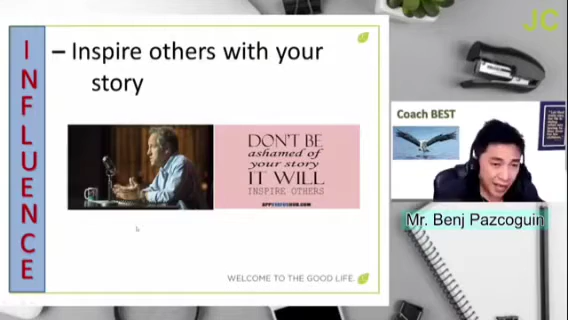 JC
INFLUENCE
– Inspire others with your
story
DON'T BE
ashamed of
your story
IT WILL
INSPIRE OTHERS
Coach BEST
Mr. Benj Pazcoguin
WELCOME TO THE GOOD LIFE.